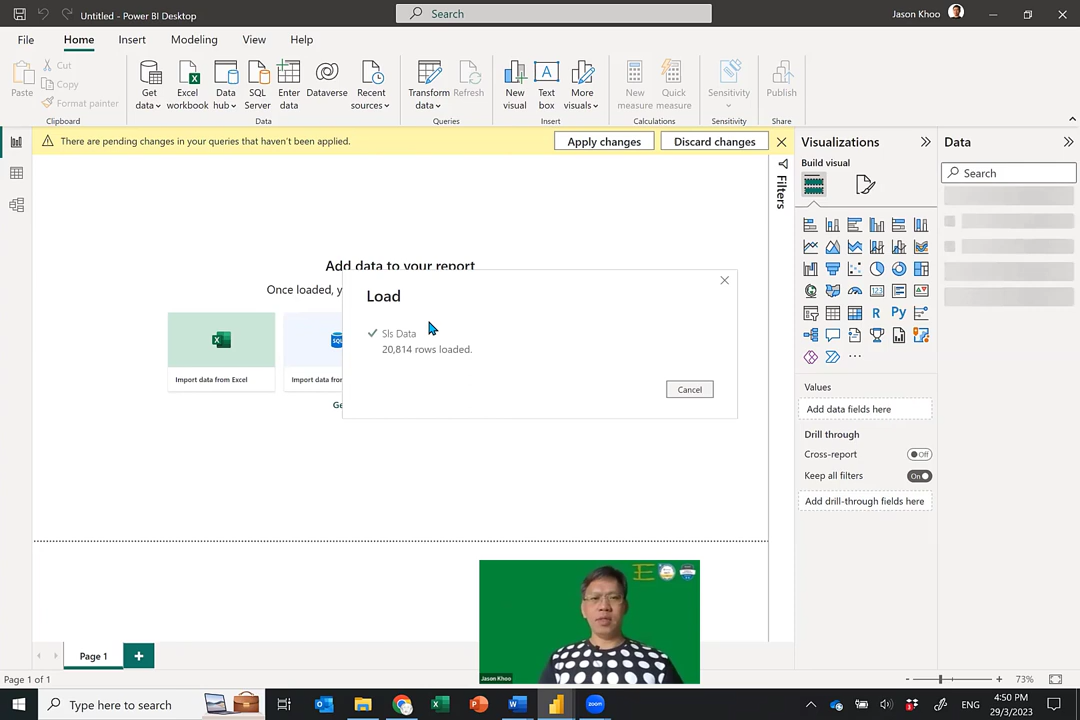 Untitled - Power BI Desktop
Search
Jason Khoo
File
Home
Insert
Modeling
View
Help
Paste
Cut
Copy
Format painter
Clipboard
Get data
Excel workbook
Data hub
SQL Server
Enter data
Dataverse
Recent sources
Data
Transform data
Refresh
Queries
New visual
Text box
More visuals
Insert
New measure
Quick measure
Calculations
Sensitivity
Sensitivity
Publish
Share
There are pending changes in your queries that haven't been applied.
Apply changes
Discard changes
Filters
Add data to your report
Once loaded, y
Import data from Excel
SQL
Import data from
Ge
Load
Sls Data
20,814 rows loaded.
Cancel
Visualizations
Build visual
123
R
Py
Values
Add data fields here
Drill through
Cross-report
Off
Keep all filters
On
Add drill-through fields here
Data
Search
Jason Khoo
Page 1
Page 1 of 1
73%
Type here to search
zoom
ENG
4:50 PM
29/3/2023